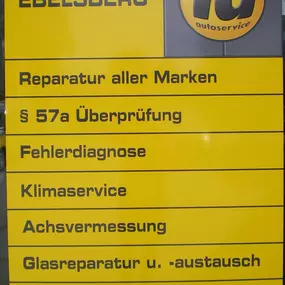 EBELSBERG
autoservice
Reparatur aller Marken
§ 57a Überprüfung
Fehlerdiagnose
Klimaservice
Achsvermessung
Glasreparatur u. -austausch